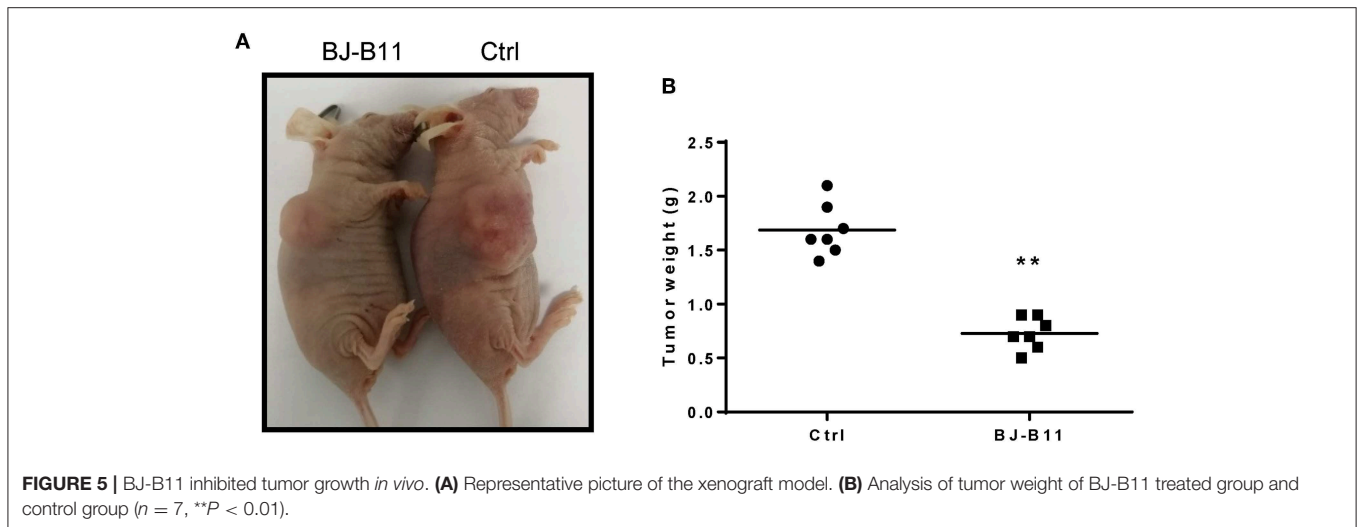 A
BJ-B11 Ctrl
B
Tumor weight (g)
2.5
2.0
1.5
1.0
0.5
0.0
**
Ctrl BJ-B11
FIGURE 5 | BJ-B11 inhibited tumor growth in vivo. (A) Representative picture of the xenograft model. (B) Analysis of tumor weight of BJ-B11 treated group and
control group (n = 7, **P < 0.01).